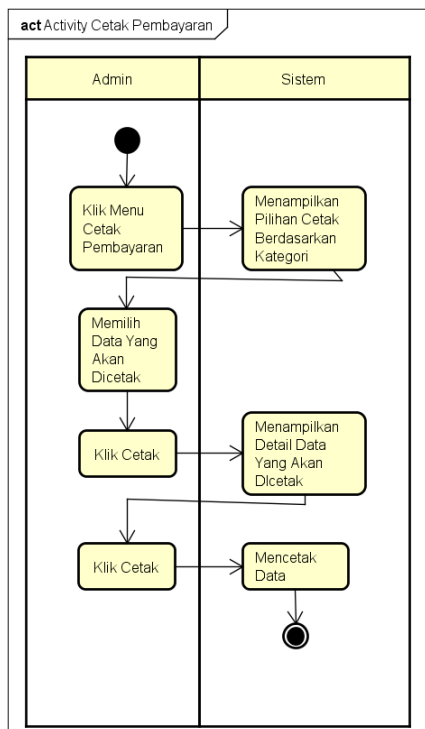 act Activity Cetak Pembayaran
Admin
Sistem
Klik Menu
Cetak
Pembayaran
Menampilkan
Pilihan Cetak
Berdasarkan
Kategori
Memilih
Data Yang
Akan
Dicetak
Klik Cetak
Menampilkan
Detail Data
Yang Akan
DIcetak
Klik Cetak
Mencetak
Data